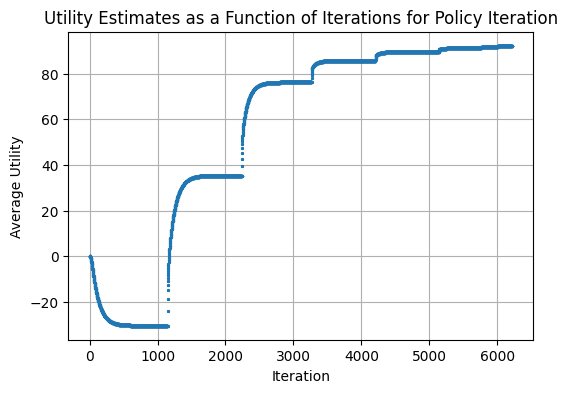 Utility Estimates as a Function of Iterations for Policy Iteration
Average Utility
80
60
40
20
0
−20
0 1000 2000 3000 4000 5000 6000
Iteration